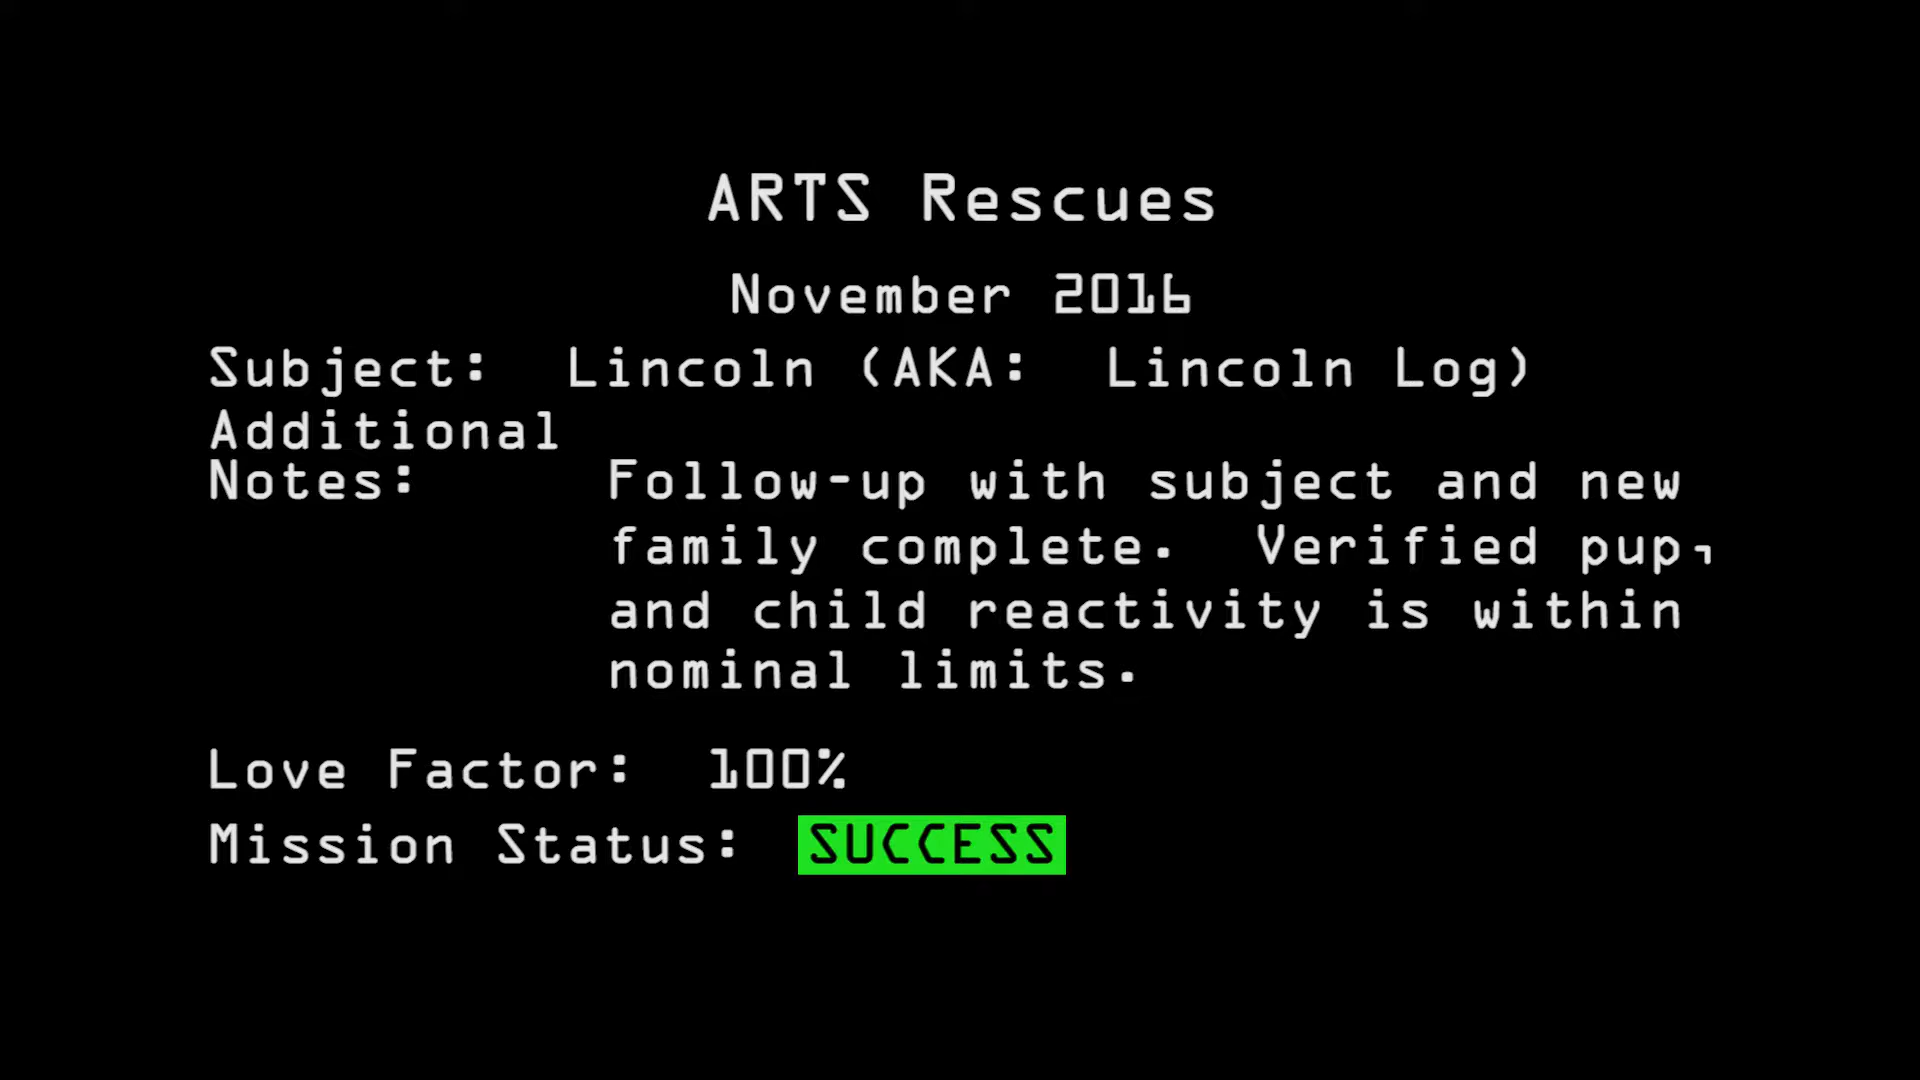 ARTS Rescues
November 2016
Subject: Lincoln (AKA: Lincoln Log)
Additional
Notes: Follow-up with subject and new
family complete. Verified pup,
and child reactivity is within
nominal limits.
Love Factor: 100%
Mission Status: SUCCESS